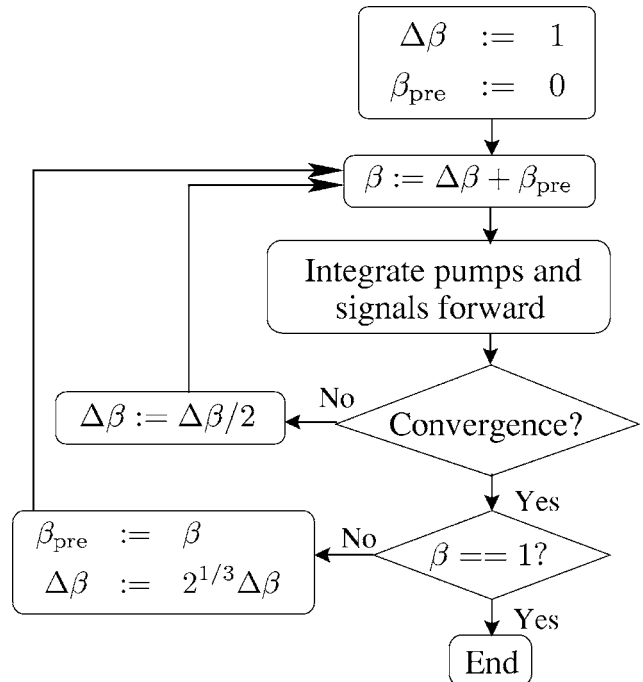 Δβ := 1
β_pre := 0
β := Δβ + β_pre
Integrate pumps and
signals forward
No
Δβ := Δβ/2
Convergence?
Yes
β_pre := β
Δβ := 2^{1/3}Δβ
No
β == 1?
Yes
End